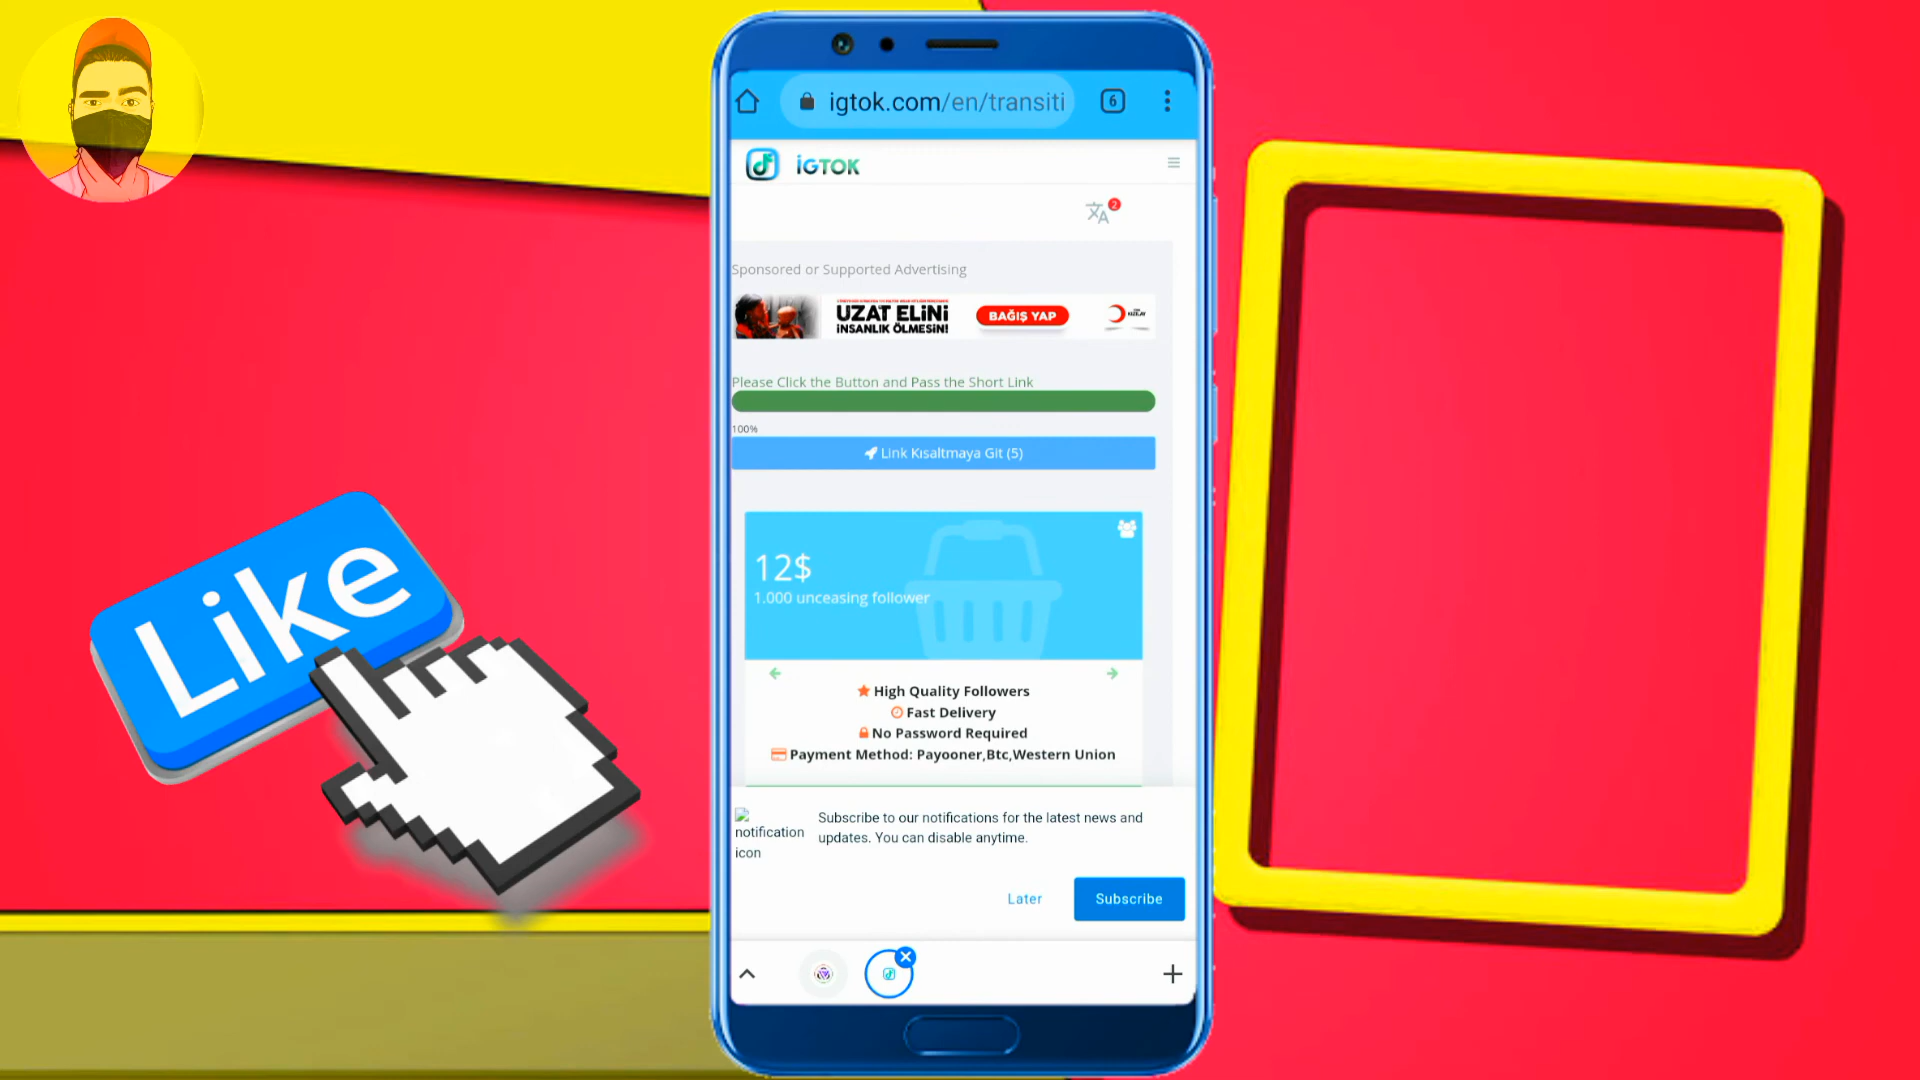 igtok.com/en/transiti
6
iGTOK
2
Sponsored or Supported Advertising
UZAT ELİNİ
İNSANLIK ÖLMESİN!
BAĞIŞ YAP
Please Click the Button and Pass the Short Link
100%
Link Kısaltmaya Git (5)
12$
1.000 unceasing follower
High Quality Followers
Fast Delivery
No Password Required
Payment Method: Payooner,Btc,Western Union
notification
icon
Subscribe to our notifications for the latest news and
updates. You can disable anytime.
Later
Subscribe
Like